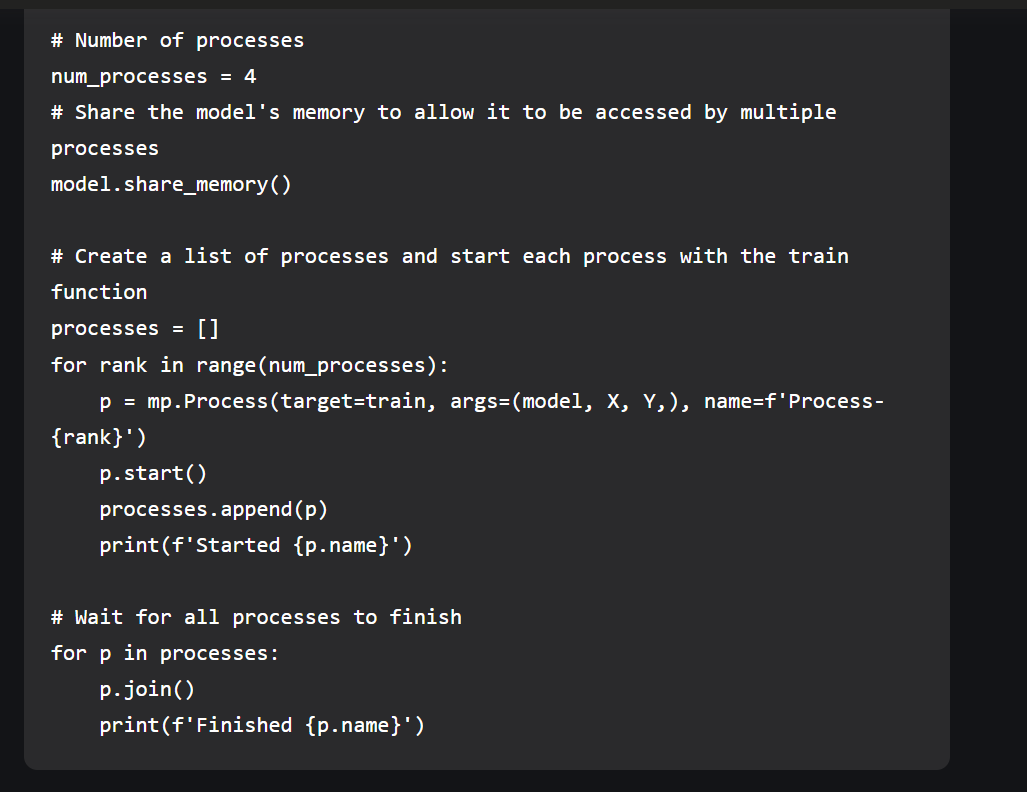 # Number of processes
num_processes = 4
# Share the model's memory to allow it to be accessed by multiple
processes
model.share_memory()

# Create a list of processes and start each process with the train
function
processes = []
for rank in range(num_processes):
    p = mp.Process(target=train, args=(model, X, Y,), name=f'Process-
{rank}')
    p.start()
    processes.append(p)
    print(f'Started {p.name}')

# Wait for all processes to finish
for p in processes:
    p.join()
    print(f'Finished {p.name}')